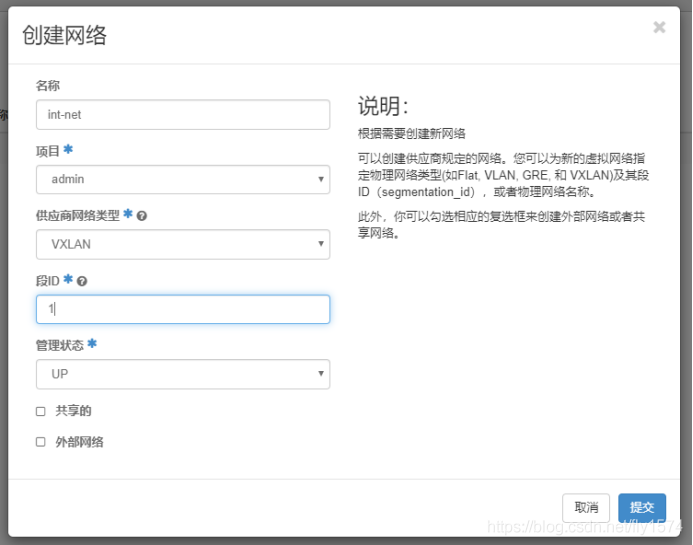 创建网络
名称
int-net
项目
admin
供应商网络类型
VXLAN
段ID
1
管理状态
UP
共享的
外部网络
说明：
根据需要创建新网络
可以创建供应商规定的网络。您可以为新的虚拟网络指
定物理网络类型(如Flat, VLAN, GRE, 和 VXLAN)及其段
ID（segmentation_id），或者物理网络名称。
此外，你可以勾选相应的复选框来创建外部网络或者共
享网络。
取消
提交
https://blog.csdn.net/fly1574
称